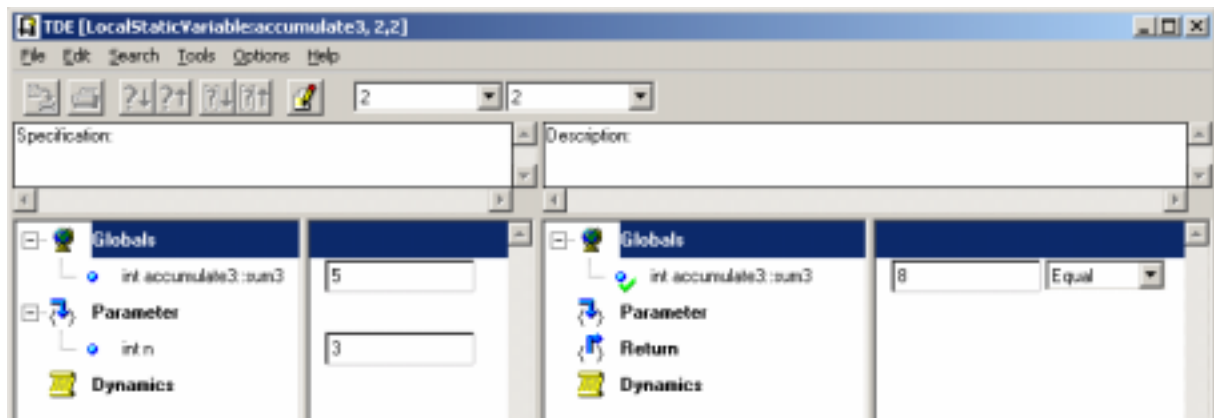 TDE [LocalStaticVariable:accumulate3, 2,2]
File Edit Search Tools Options Help
2 2
Specification: Description:
Globals Globals
int accumulate3::sum3 5 int accumulate3::sum3 8 Equal
Parameter Parameter
int n 3 Return
Dynamics Dynamics